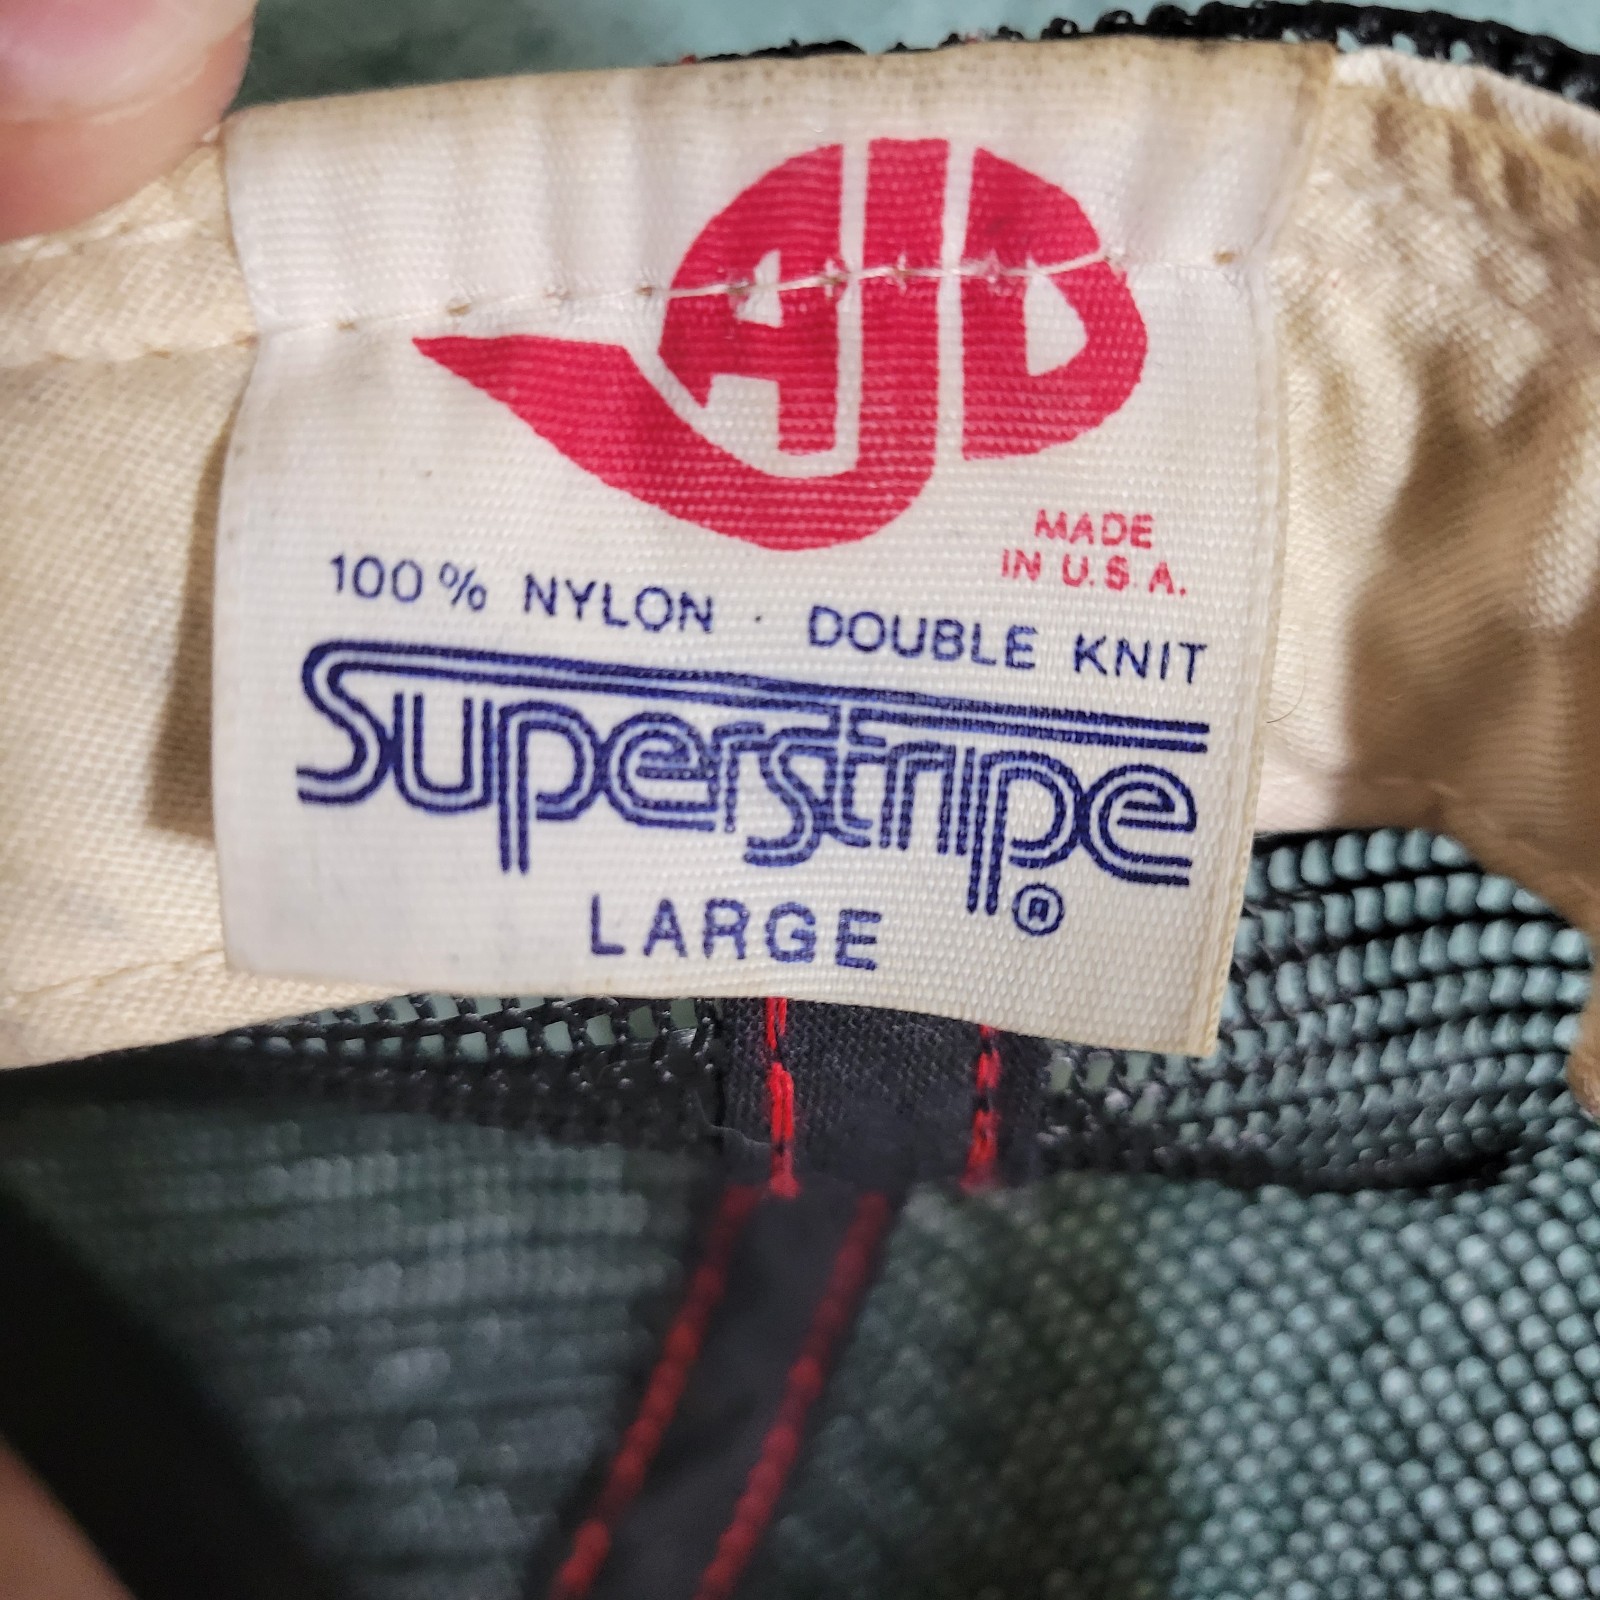 AJD
MADE
IN U.S.A.
100% NYLON · DOUBLE KNIT
Superstripe®
LARGE